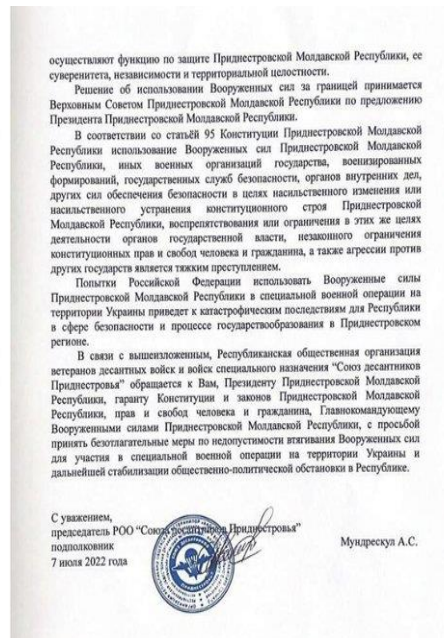 осуществляют функцию по защите Приднестровской Молдавской Республики, ее
суверенитета, независимости и территориальной целостности.
Решение об использовании Вооруженных сил за границей принимается
Верховным Советом Приднестровской Молдавской Республики по предложению
Президента Приднестровской Молдавской Республики.
В соответствии со статьёй 95 Конституции Приднестровской Молдавской
Республики использование Вооруженных Сил Приднестровской Молдавской
Республики, иных военных организаций государства, военизированных
формирований, государственных служб безопасности, органов внутренних дел,
других сил обеспечения безопасности в целях насильственного изменения или
насильственного устранения конституционного строя Приднестровской
Молдавской Республики, воспрепятствования или ограничения в этих же целях
деятельности органов государственной власти, незаконного ограничения
конституционных прав и свобод человека и гражданина, а также агрессии против
других государств является тяжким преступлением.
Попытки Российской Федерации использовать Вооруженные силы
Приднестровской Молдавской Республики в специальной военной операции на
территории Украины приведет к катастрофическим последствиям для Республики
в сфере безопасности и процессе государствообразования в Приднестровском
регионе.
В связи с вышеизложенным, Республиканская общественная организация
ветеранов десантных войск и войск специального назначения “Союз десантников
Приднестровья” обращается к Вам, Президенту Приднестровской Молдавской
Республики, гаранту Конституции и законов Приднестровской Молдавской
Республики, прав и свобод человека и гражданина, Главнокомандующему
Вооруженными силами Приднестровской Молдавской Республики, с просьбой
принять безотлагательные меры по недопустимости втягивания Вооруженных сил
для участия в специальной военной операции на территории Украины и
дальнейшей стабилизации общественно-политической обстановки в Республике.
С уважением,
председатель РОО “Союз десантников Приднестровья”
подполковник Мундрескул А.С.
7 июля 2022 года